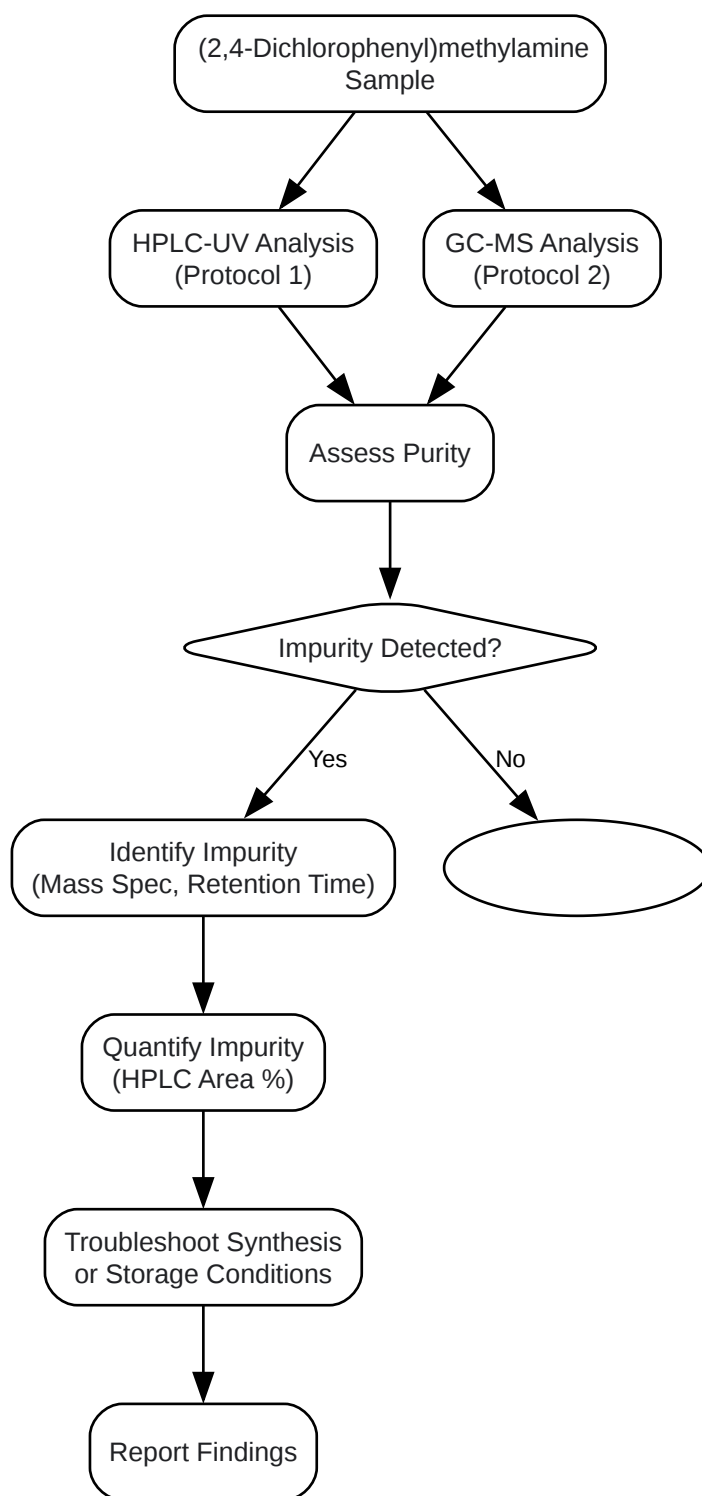 (2,4-Dichlorophenyl)methylamine
Sample
HPLC-UV Analysis
(Protocol 1)
GC-MS Analysis
(Protocol 2)
Assess Purity
Impurity Detected?
Yes
No
Identify Impurity
(Mass Spec, Retention Time)
Quantify Impurity
(HPLC Area %)
Troubleshoot Synthesis
or Storage Conditions
Report Findings